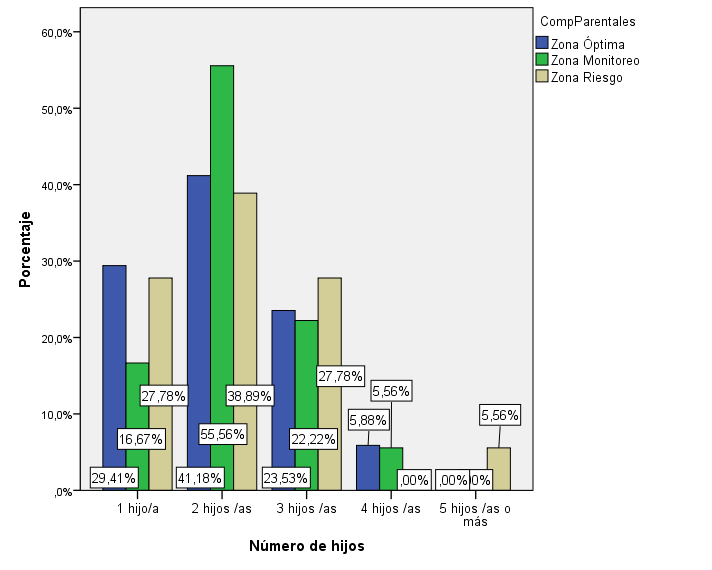 CompParentales
Zona Óptima
Zona Monitoreo
Zona Riesgo
Porcentaje
60,0%
50,0%
40,0%
30,0%
20,0%
10,0%
,0%
29,41%
16,67%
27,78%
41,18%
55,56%
38,89%
23,53%
22,22%
27,78%
5,88%
5,56%
,00%
,00%
0%
5,56%
1 hijo/a
2 hijos /as
3 hijos /as
4 hijos /as
5 hijos /as o
más
Número de hijos